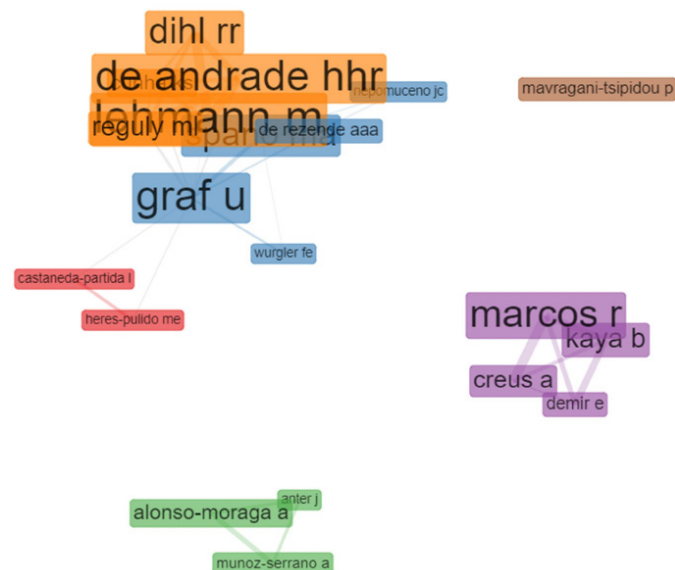 dihl rr
de andrade hhr
nepomuceno jc
mavragani-tsipidou p
lehmann m
reguly ml
de rezende aaa
graf u
wurgler fe
castaneda-partida l
heres-pulido me
marcos r
kaya b
creus a
demir e
anter j
alonso-moraga a
munoz-serrano a